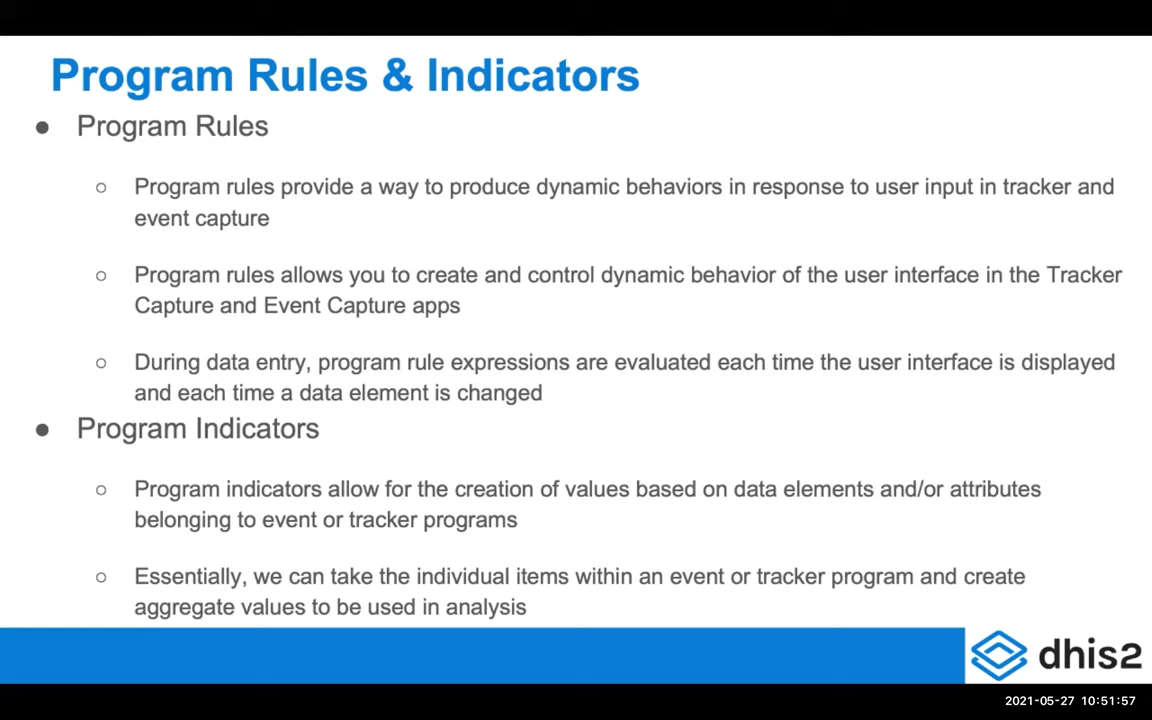 Program Rules & Indicators
● Program Rules
○ Program rules provide a way to produce dynamic behaviors in response to user input in tracker and
event capture
○ Program rules allows you to create and control dynamic behavior of the user interface in the Tracker
Capture and Event Capture apps
○ During data entry, program rule expressions are evaluated each time the user interface is displayed
and each time a data element is changed
● Program Indicators
○ Program indicators allow for the creation of values based on data elements and/or attributes
belonging to event or tracker programs
○ Essentially, we can take the individual items within an event or tracker program and create
aggregate values to be used in analysis
dhis2
2021-05-27 10:51:57